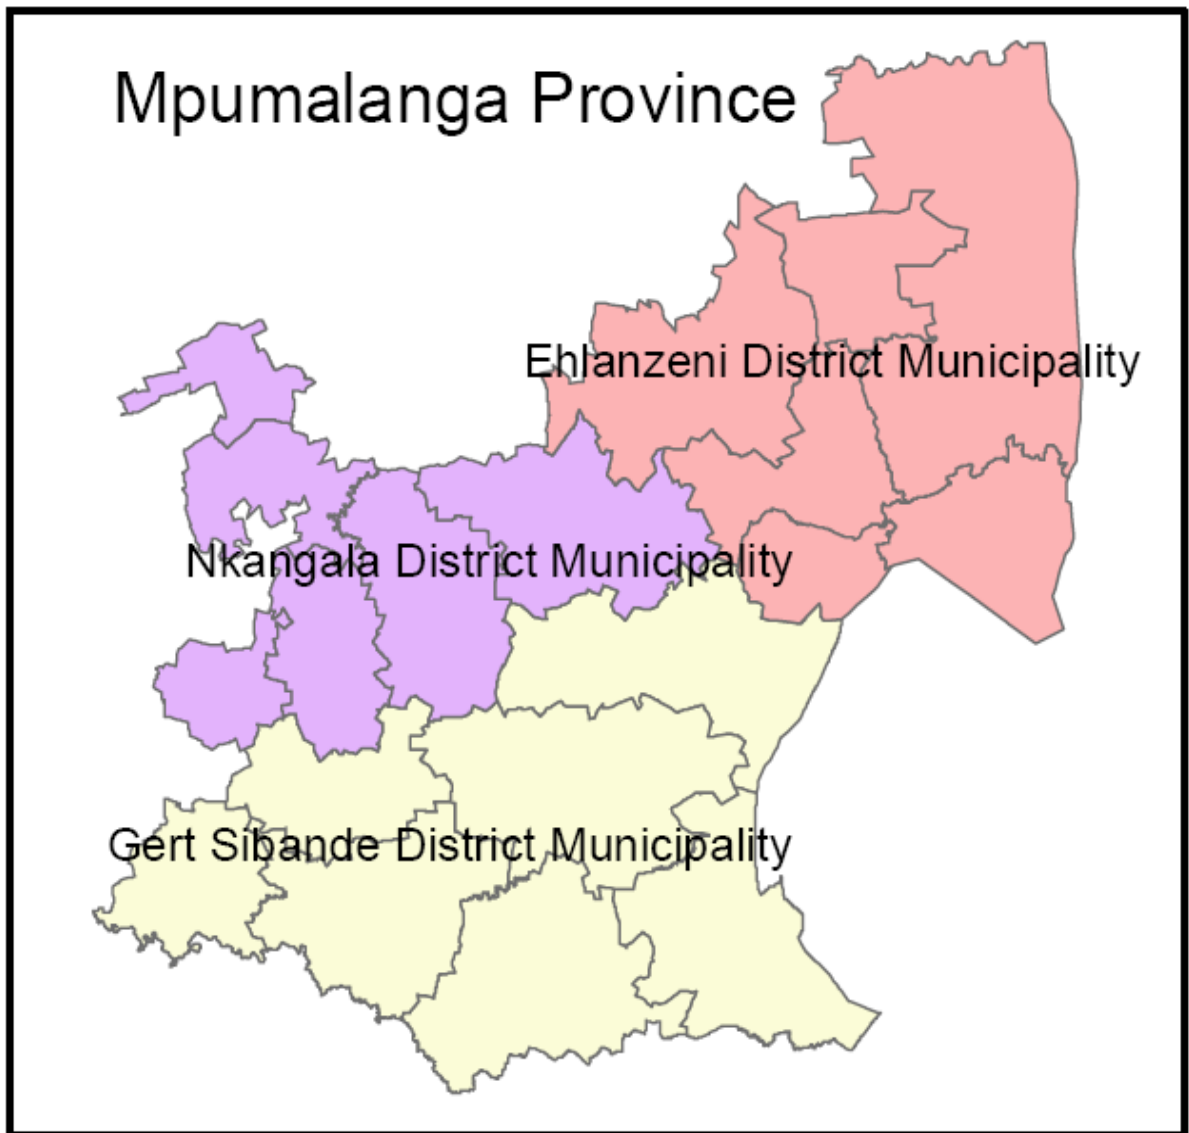 Mpumalanga Province
Ehlanzeni District Municipality
Nkangala District Municipality
Gert Sibande District Municipality